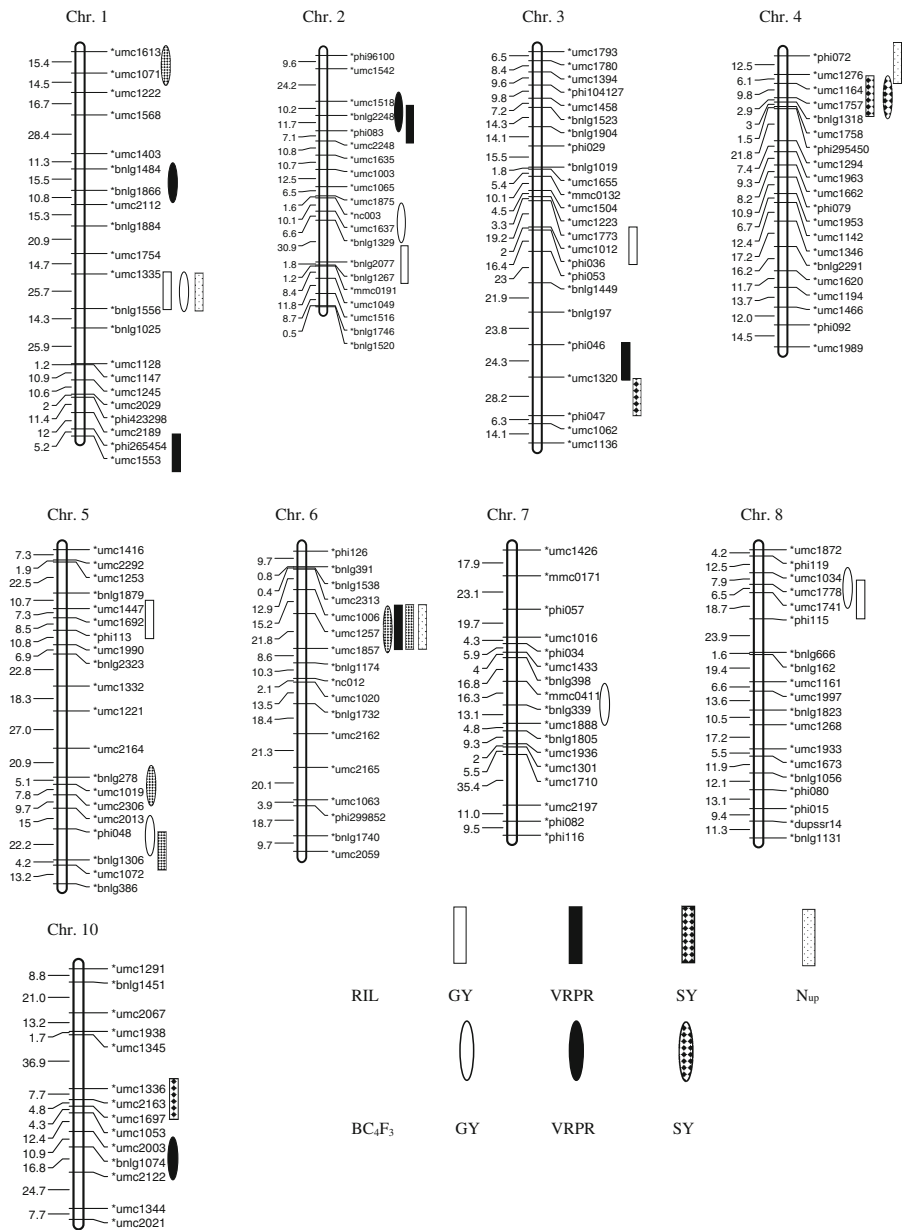 Chr. 1
15.4
14.5
16.7
28.4
11.3
15.5
10.8
15.3
20.9
14.7
25.7
14.3
25.9
1.2
10.9
10.6
2
11.4
12
5.2
*umc1613
*umc1071
*umc1222
*umc1568
*umc1403
*bnlg1484
*bnlg1866
*umc2112
*bnlg1884
*umc1754
*umc1335
*bnlg1556
*bnlg1025
*umc1128
*umc1147
*umc1245
*umc2029
*phi423298
*umc2189
*phi265454
*umc1553
Chr. 2
9.6
24.2
10.2
11.7
7.1
10.8
10.7
12.5
6.5
1.6
10.1
6.6
30.9
1.8
1.2
8.4
11.8
8.7
0.5
*phi96100
*umc1542
*umc1518
*bnlg2248
*phi083
*umc2248
*umc1635
*umc1003
*umc1065
*umc1875
*nc003
*umc1637
*bnlg1329
*bnlg2077
*bnlg1267
*mmc0191
*umc1049
*umc1516
*bnlg1746
*bnlg1520
Chr. 3
6.5
8.4
9.6
9.8
7.2
14.3
14.1
15.5
1.8
5.4
10.1
4.5
3.3
19.2
2
16.4
23
21.9
23.8
24.3
28.2
6.3
14.1
*umc1793
*umc1780
*umc1394
*phi104127
*umc1458
*bnlg1523
*bnlg1904
*phi029
*bnlg1019
*umc1655
*mmc0132
*umc1504
*umc1223
*umc1773
*umc1012
*phi036
*phi053
*bnlg1449
*bnlg197
*phi046
*umc1320
*phi047
*umc1062
*umc1136
Chr. 4
12.5
6.1
9.8
2.9
3
1.5
21.8
7.4
9.3
8.2
10.9
6.7
12.4
17.2
16.2
11.7
13.7
12.0
14.5
*phi072
*umc1276
*umc1164
*umc1757
*bnlg1318
*umc1758
*phi295450
*umc1294
*umc1963
*umc1662
*phi079
*umc1953
*umc1142
*umc1346
*bnlg2291
*umc1620
*umc1194
*umc1466
*phi092
*umc1989
Chr. 5
7.3
1.9
22.5
10.7
7.3
8.5
10.8
6.9
22.8
18.3
27.0
20.9
5.1
7.8
9.7
15
22.2
4.2
13.2
*umc1416
*umc2292
*umc1253
*bnlg1879
*umc1447
*umc1692
*phi113
*umc1990
*bnlg2323
*umc1332
*umc1221
*umc2164
*bnlg278
*umc1019
*umc2306
*umc2013
*phi048
*bnlg1306
*umc1072
*bnlg386
Chr. 6
9.7
0.8
0.4
12.9
15.2
21.8
8.6
10.3
2.1
13.5
18.4
21.3
20.1
3.9
18.7
9.7
*phi126
*bnlg391
*bnlg1538
*umc2313
*umc1006
*umc1257
*umc1857
*bnlg1174
*nc012
*umc1020
*bnlg1732
*umc2162
*umc2165
*umc1063
*phi299852
*bnlg1740
*umc2059
Chr. 7
17.9
23.1
19.7
4.3
5.9
4
16.8
16.3
13.1
4.8
9.3
2
5.5
35.4
11.0
9.5
*umc1426
*mmc0171
*phi057
*umc1016
*phi034
*umc1433
*bnlg398
*mmc0411
*bnlg339
*umc1888
*bnlg1805
*umc1936
*umc1301
*umc1710
*umc2197
*phi082
*phi116
Chr. 8
4.2
12.5
7.9
6.5
18.7
23.9
1.6
19.4
6.6
13.6
10.5
17.2
5.5
11.9
12.1
13.1
9.4
11.3
*umc1872
*phi119
*umc1034
*umc1778
*umc1741
*phi115
*bnlg666
*bnlg162
*umc1161
*umc1997
*bnlg1823
*umc1268
*umc1933
*umc1673
*bnlg1056
*phi080
*phi015
*dupssr14
*bnlg1131
Chr. 10
8.8
21.0
13.2
1.7
36.9
7.7
4.8
4.3
12.4
10.9
16.8
24.7
7.7
*umc1291
*bnlg1451
*umc2067
*umc1938
*umc1345
*umc1336
*umc2163
*umc1697
*umc1053
*umc2003
*bnlg1074
*umc2122
*umc1344
*umc2021
RIL GY VRPR SY Nup
BC4F3 GY VRPR SY